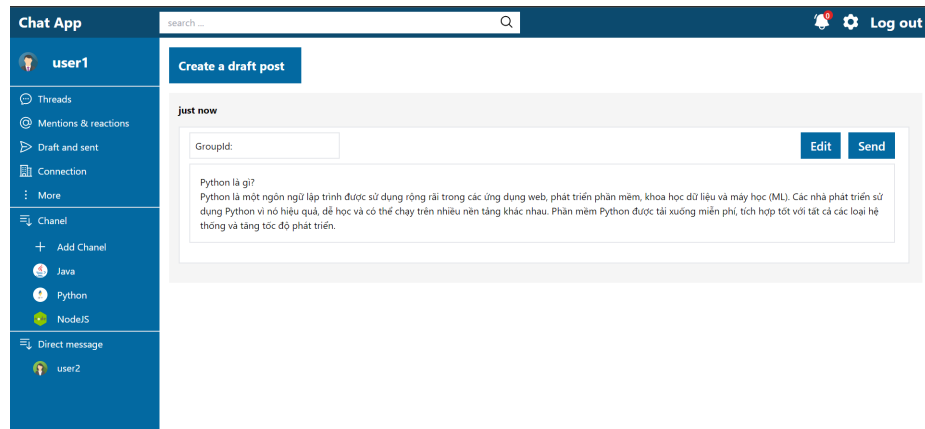 Chat App
search ...
0
Log out
user1
Threads
Mentions & reactions
Draft and sent
Connection
More
Chanel
Add Chanel
Java
Python
NodeJS
Direct message
user2
Create a draft post
just now
GroupId:
Edit
Send
Python là gì?
Python là một ngôn ngữ lập trình được sử dụng rộng rãi trong các ứng dụng web, phát triển phần mềm, khoa học dữ liệu và máy học (ML). Các nhà phát triển sử
dụng Python vì nó hiệu quả, dễ học và có thể chạy trên nhiều nền tảng khác nhau. Phần mềm Python được tải xuống miễn phí, tích hợp tốt với tất cả các loại hệ
thống và tăng tốc độ phát triển.